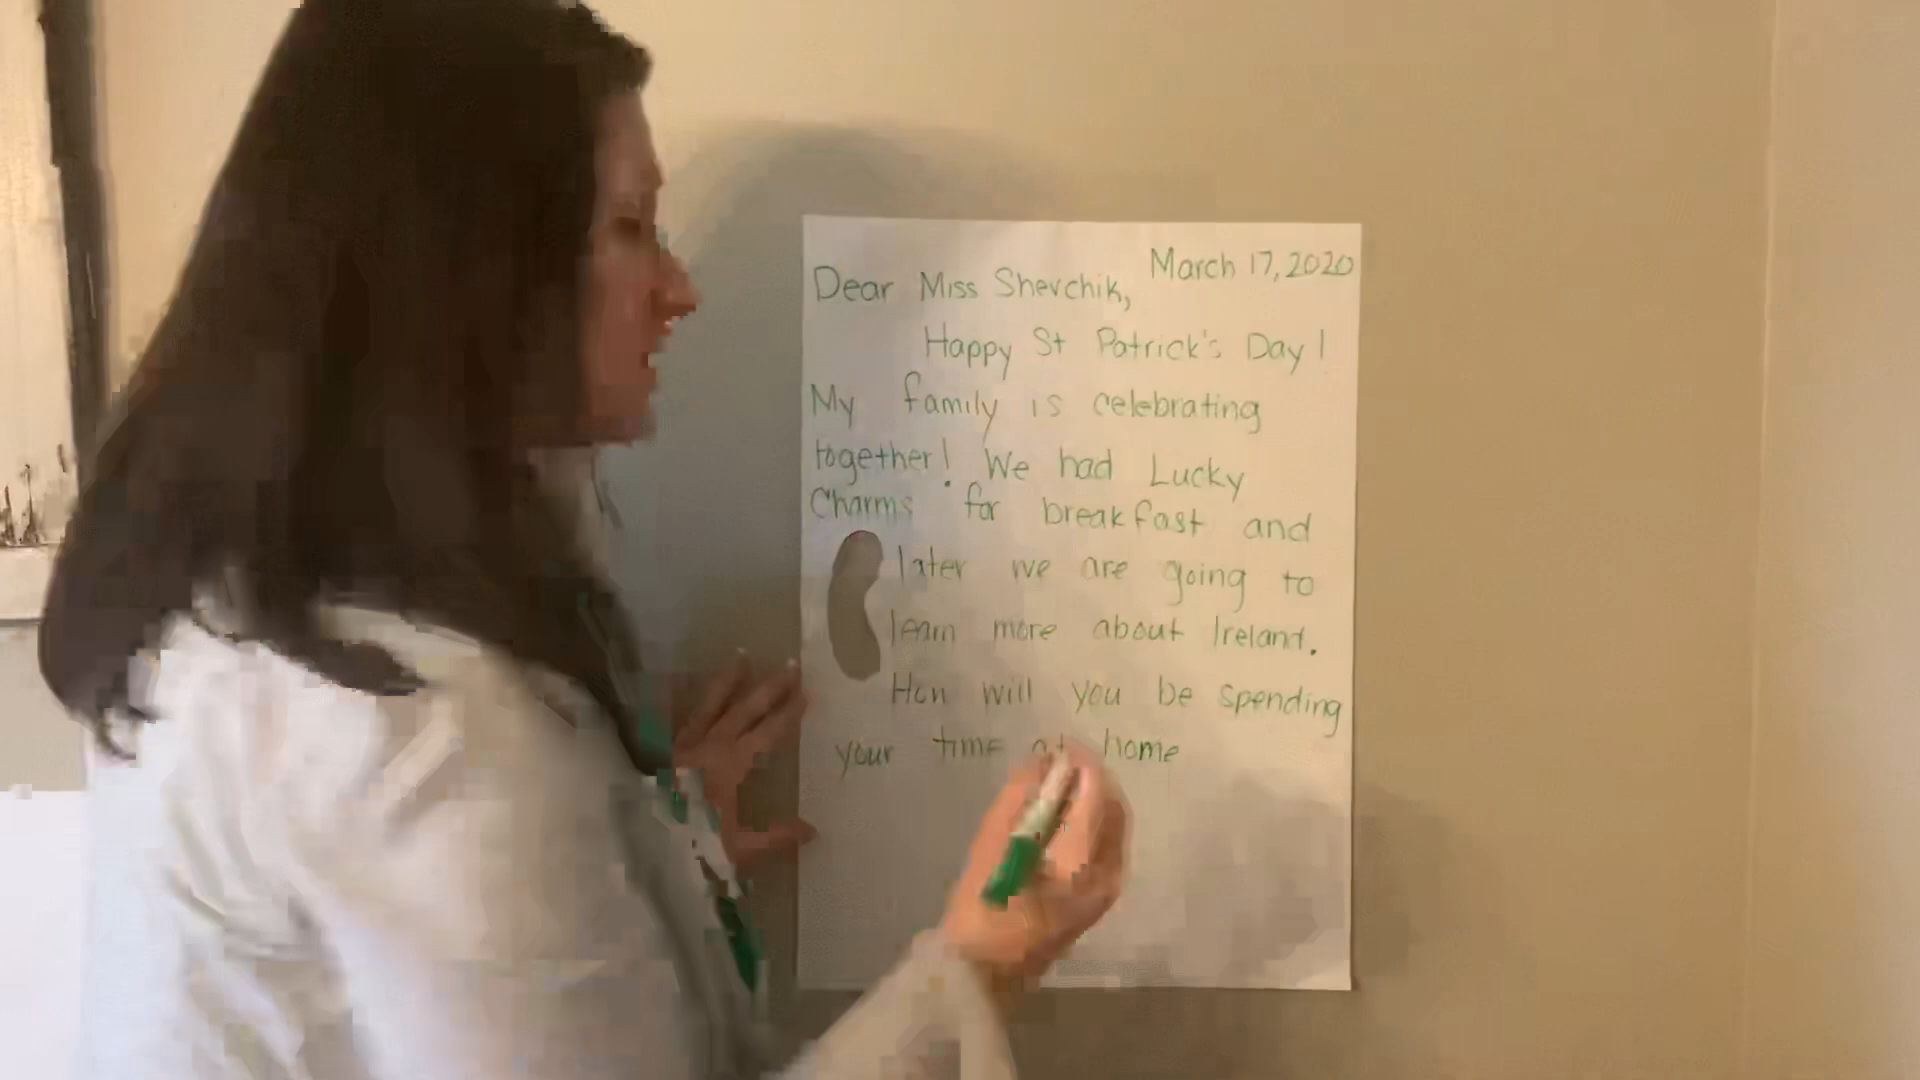 March 17, 2020
Dear Miss Shevchik,
Happy St Patrick's Day!
My family is celebrating
together! We had Lucky
Charms for breakfast and
later we are going to
learn more about Ireland.
How will you be spending
your time at home